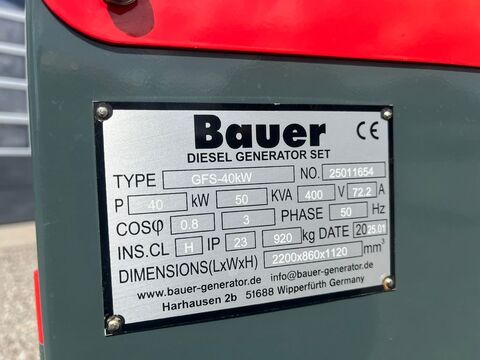 Bauer CE
DIESEL GENERATOR SET
TYPE GFS-40kW NO. 25011654
P 40 kW 50 KVA 400 V 72.2 A
COSφ 0.8 3 PHASE 50 Hz
INS.CL H IP 23 920 kg DATE 2025.01
DIMENSIONS(LxWxH) 2200x860x1120 mm³
www.bauer-generator.de info@bauer-generator.de
Harhausen 2b 51688 Wipperfürth Germany